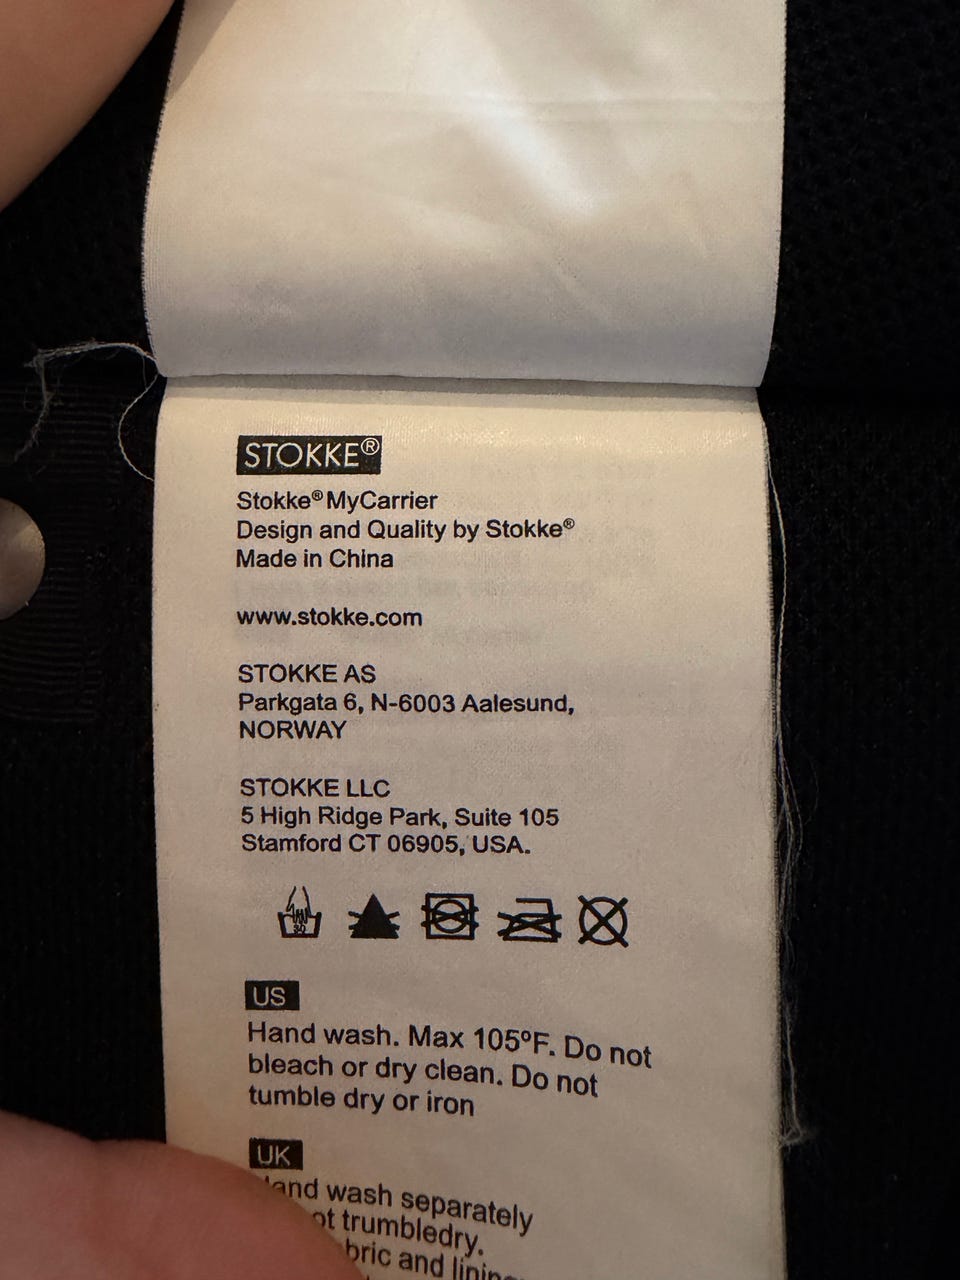 STOKKE®
Stokke® MyCarrier
Design and Quality by Stokke®
Made in China
www.stokke.com
STOKKE AS
Parkgata 6, N-6003 Aalesund,
NORWAY
STOKKE LLC
5 High Ridge Park, Suite 105
Stamford CT 06905, USA.
30
US
Hand wash. Max 105ºF. Do not
bleach or dry clean. Do not
tumble dry or iron
UK
wash separately
trumbledry.
and